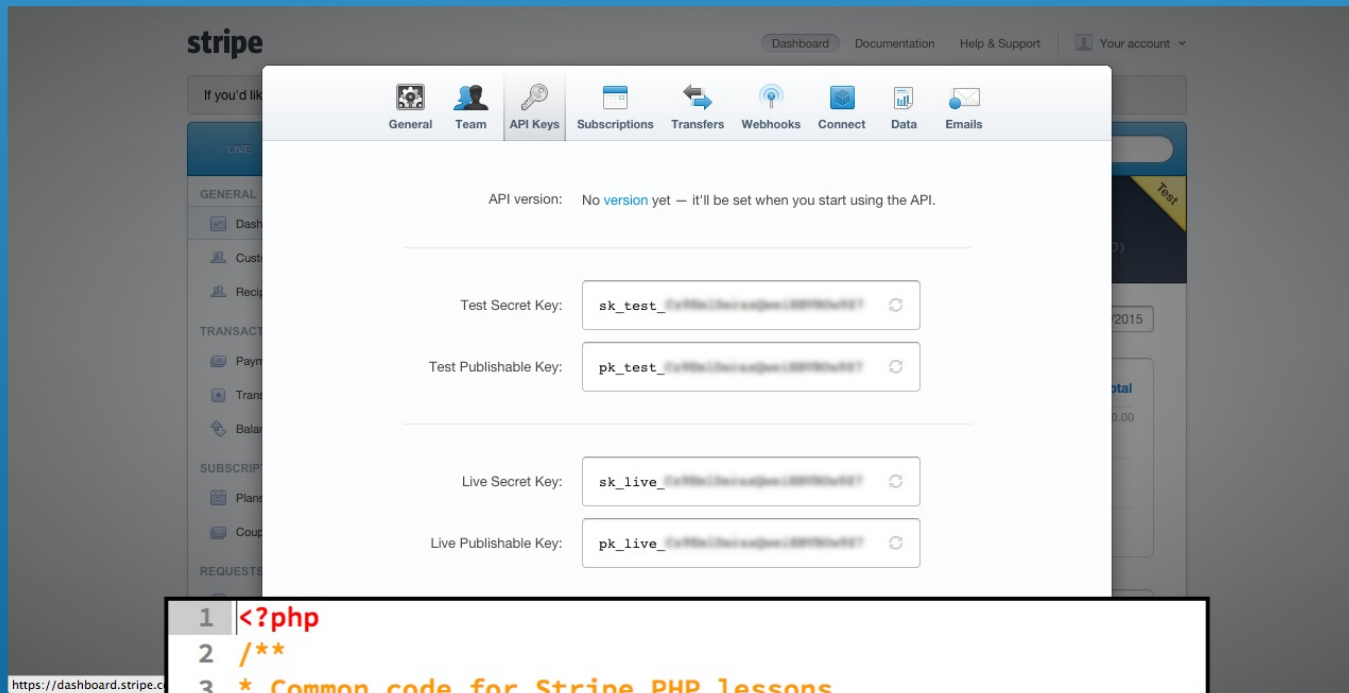 stripe
Dashboard Documentation Help & Support Your account
If you'd lik
General Team API Keys Subscriptions Transfers Webhooks Connect Data Emails
LIVE
GENERAL
API version: No version yet — it'll be set when you start using the API.
Test
Dash
Custo
Recip
Test Secret Key: sk_test_
/2015
TRANSACT
Paym
Test Publishable Key: pk_test_
Trans
otal
0.00
Balan
SUBSCRIP
Live Secret Key: sk_live_
Plans
Coup
Live Publishable Key: pk_live_
REQUESTS
1 <?php
2 /**
3 * Common code for Stripe PHP lessons
https://dashboard.stripe.c